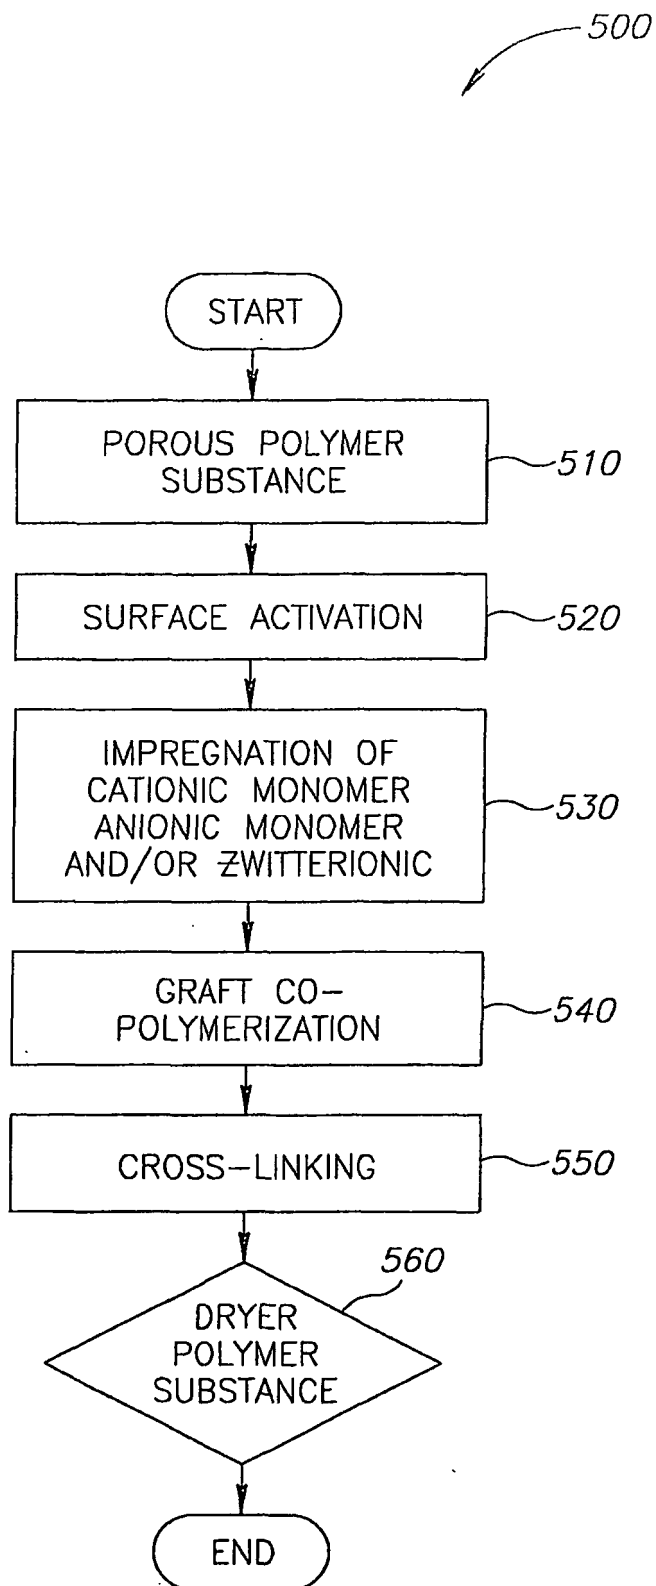 500
START
POROUS POLYMER
SUBSTANCE
510
SURFACE ACTIVATION
520
IMPREGNATION OF
CATIONIC MONOMER
ANIONIC MONOMER
AND/OR ZWITTERIONIC
530
GRAFT CO-
POLYMERIZATION
540
CROSS-LINKING
550
560
DRYER
POLYMER
SUBSTANCE
END